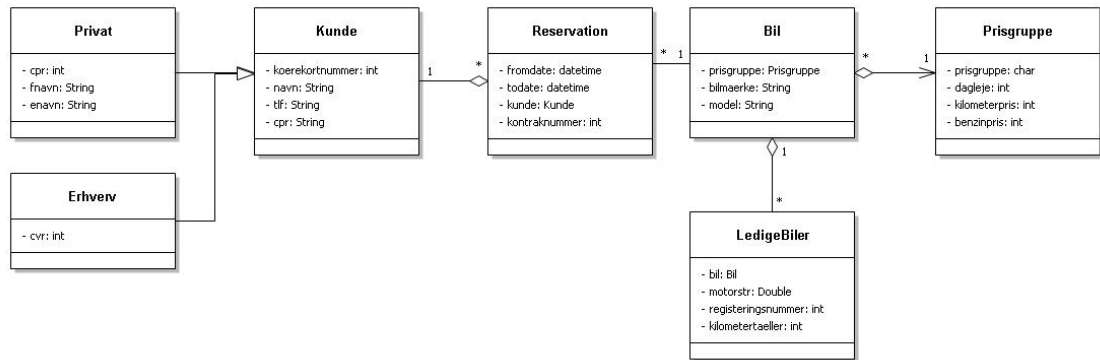 Privat
- cpr: int
- fnavn: String
- enavn: String
Kunde
- koerekortnummer: int
- navn: String
- tlf: String
- cpr: String
1
*
Reservation
- fromdate: datetime
- todate: datetime
- kunde: Kunde
- kontraknummer: int
*
1
Bil
- prisgruppe: Prisgruppe
- bilmaerke: String
- model: String
*
1
Prisgruppe
- prisgruppe: char
- dagleje: int
- kilometerpris: int
- benzinpris: int
Erhverv
- cvr: int
1
*
LedigeBiler
- bil: Bil
- motorstr: Double
- registeringsnummer: int
- kilometertaeller: int